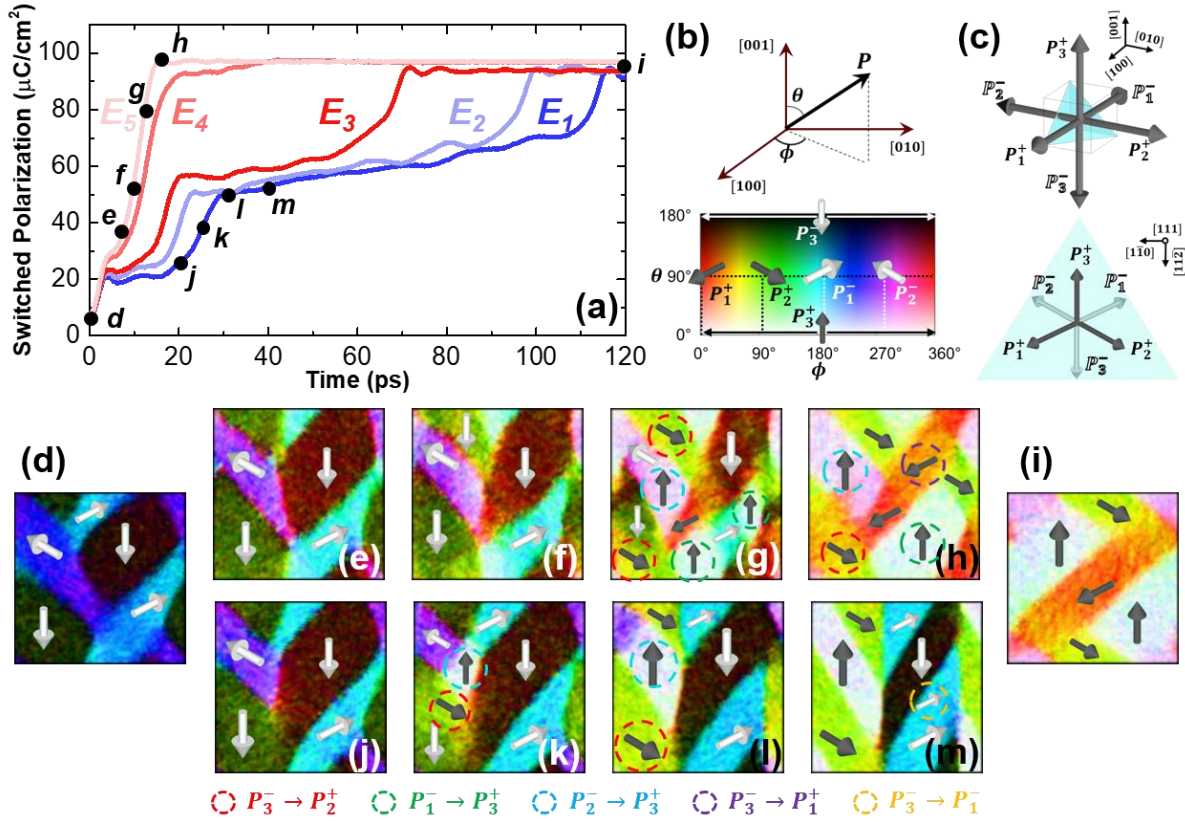 (a)
Switched Polarization (μC/cm²)
100
80
60
40
20
0
0 20 40 60 80 100 120
Time (ps)
E₅ E₄ E₃ E₂ E₁
d e f g h i j k l m
(b)
[001]
P
θ
[010]
ϕ
[100]
180°
θ 90°
0°
P₃⁻
P₁⁺ P₂⁺ P₁⁻ P₂⁻
P₃⁺
0° 90° 180° 270° 360°
ϕ
(c)
[001]
[010]
[100]
P₃⁺
ℙ₂⁻ ℙ₁⁻
P₁⁺ P₂⁺
ℙ₃⁻
[111]
[11̄0]
[112̄]
P₃⁺
ℙ₂⁻ ℙ₁⁻
P₁⁺ P₂⁺
ℙ₃⁻
(d)
(e) (f) (g) (h)
(i)
(j) (k) (l) (m)
P₃⁻ → P₂⁺ P₁⁻ → P₃⁺ P₂⁻ → P₃⁺ P₃⁻ → P₁⁺ P₃⁻ → P₁⁻